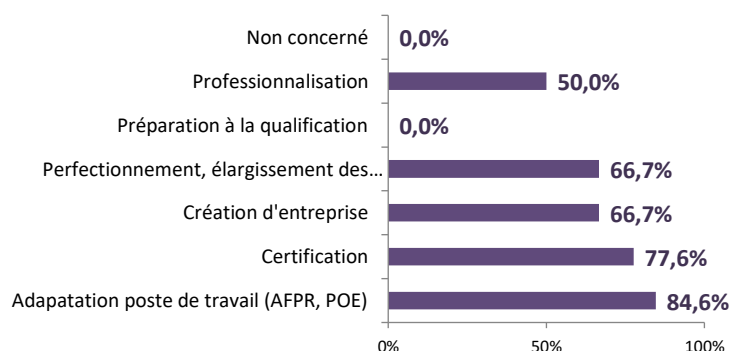 Non concerné 0,0%
Professionnalisation 50,0%
Préparation à la qualification 0,0%
Perfectionnement, élargissement des... 66,7%
Création d'entreprise 66,7%
Certification 77,6%
Adapatation poste de travail (AFPR, POE) 84,6%
0% 50% 100%